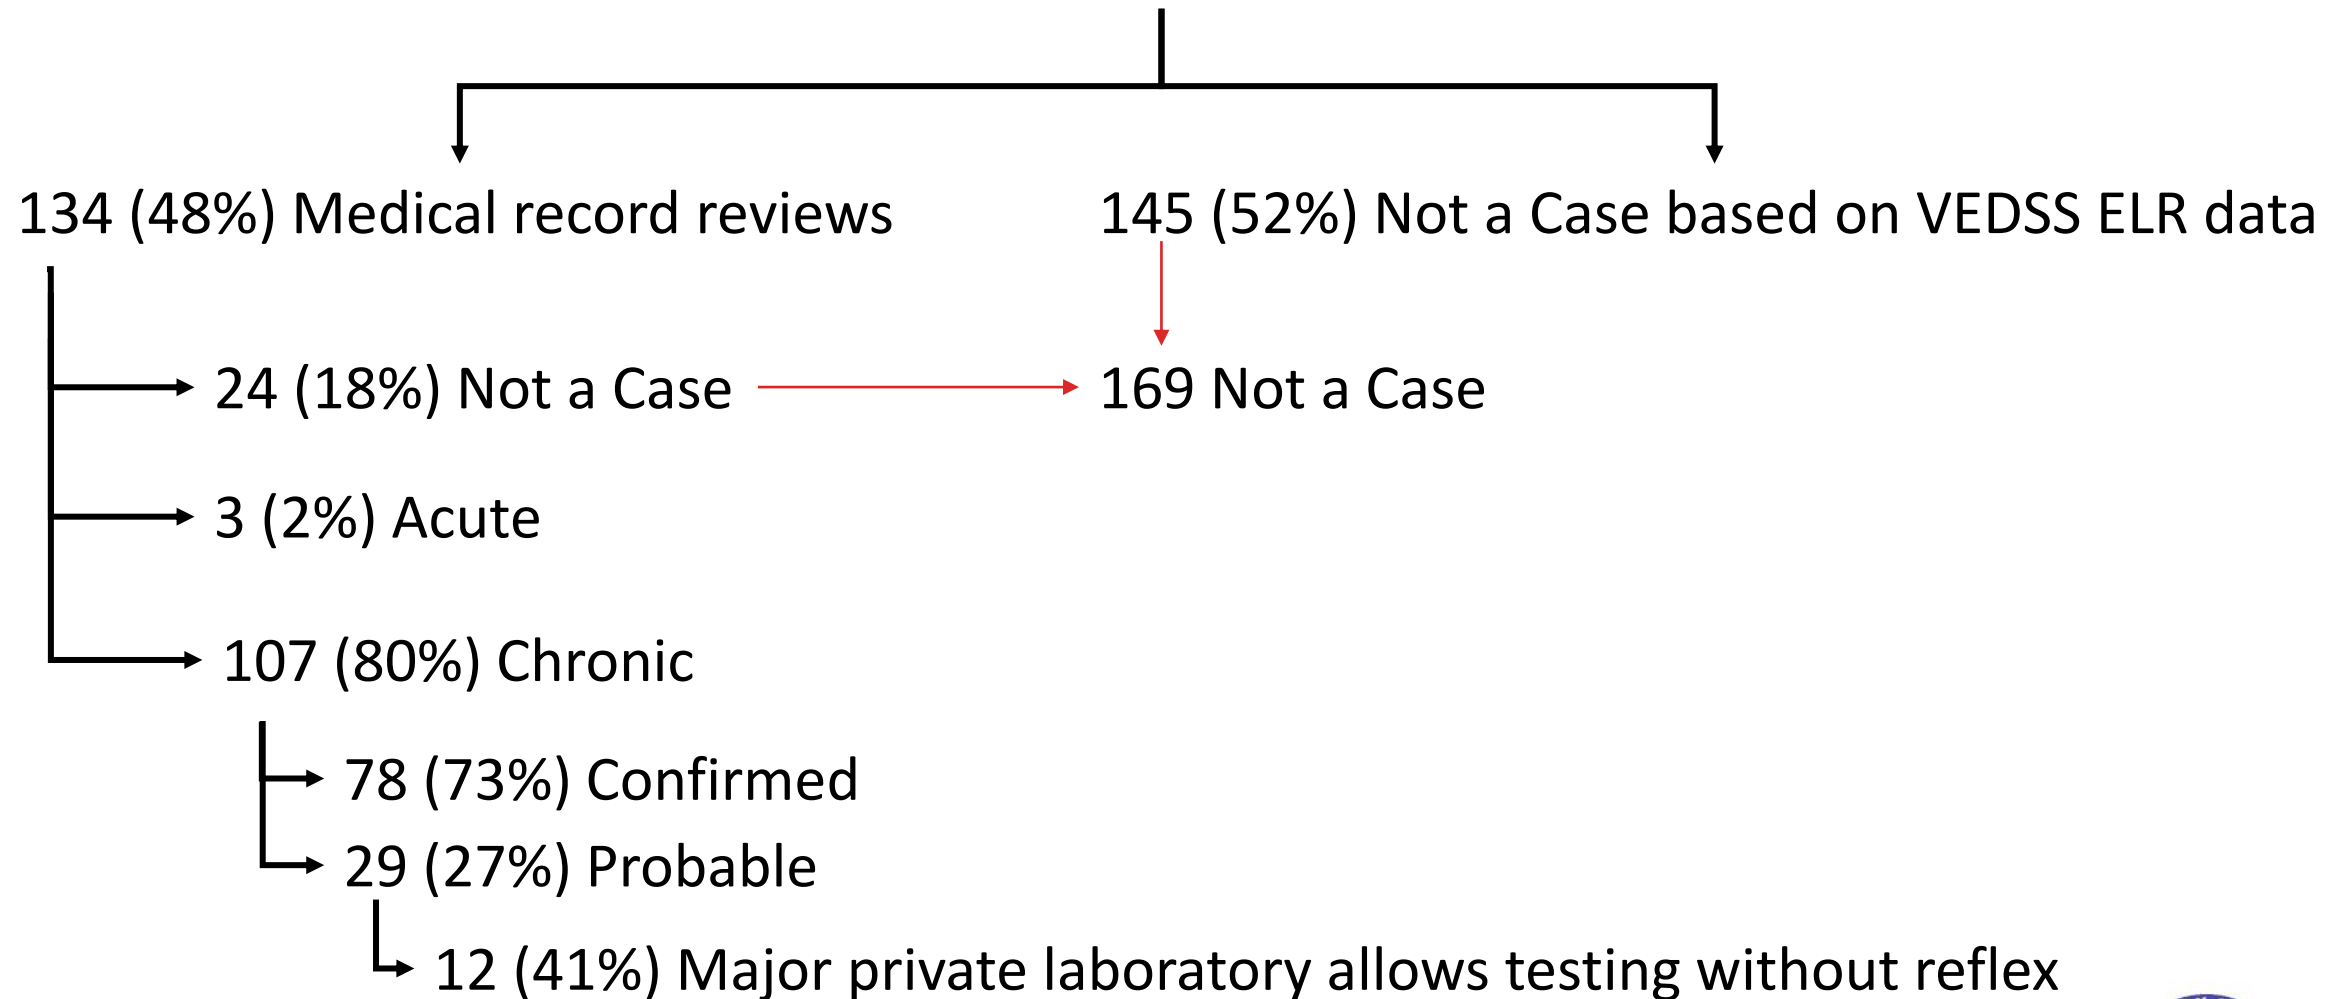 134 (48%) Medical record reviews
145 (52%) Not a Case based on VEDSS ELR data
24 (18%) Not a Case
169 Not a Case
3 (2%) Acute
107 (80%) Chronic
78 (73%) Confirmed
29 (27%) Probable
12 (41%) Major private laboratory allows testing without reflex